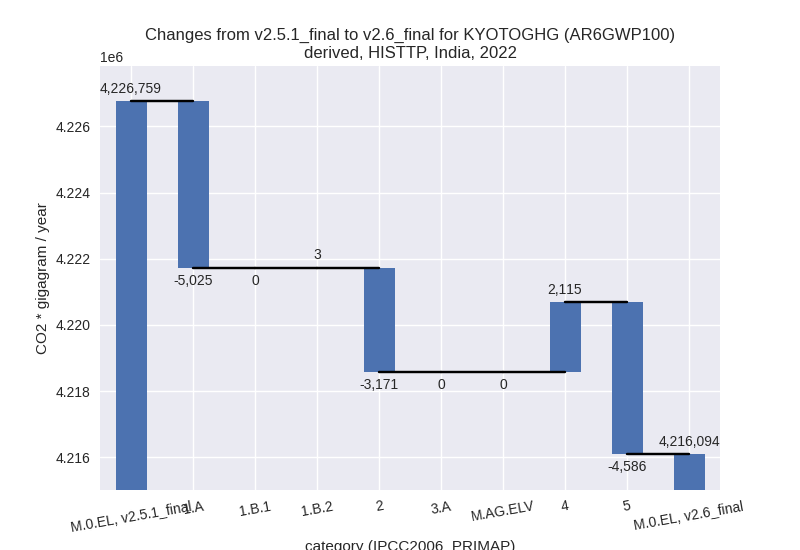 Changes from v2.5.1_final to v2.6_final for KYOTOGHG (AR6GWP100)
derived, HISTTP, India, 2022
1e6
4,226,759
4.226
4.224
4.222
4.220
4.218
4.216
CO2 * gigagram / year
-5,025
0
3
-3,171
0
0
2,115
-4,586
4,216,094
M.0.EL, v2.5.1_final
1.A
1.B.1
1.B.2
2
3.A
M.AG.ELV
4
5
M.0.EL, v2.6_final
category (IPCC2006_PRIMAP)